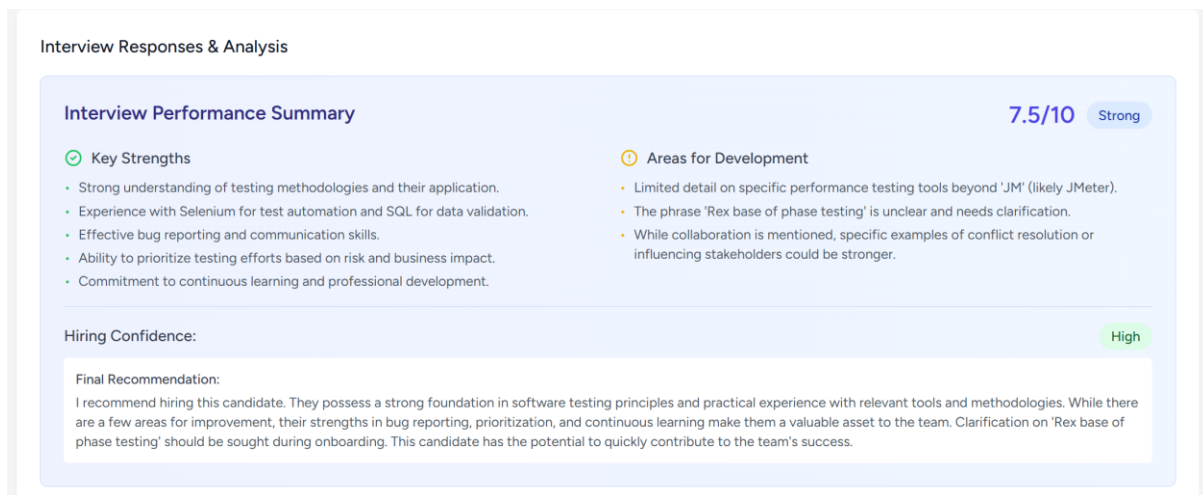 Interview Responses & Analysis
Interview Performance Summary
7.5/10 Strong
Key Strengths
• Strong understanding of testing methodologies and their application.
• Experience with Selenium for test automation and SQL for data validation.
• Effective bug reporting and communication skills.
• Ability to prioritize testing efforts based on risk and business impact.
• Commitment to continuous learning and professional development.
Areas for Development
• Limited detail on specific performance testing tools beyond 'JM' (likely JMeter).
• The phrase 'Rex base of phase testing' is unclear and needs clarification.
• While collaboration is mentioned, specific examples of conflict resolution or
influencing stakeholders could be stronger.
Hiring Confidence:
High
Final Recommendation:
I recommend hiring this candidate. They possess a strong foundation in software testing principles and practical experience with relevant tools and methodologies. While there
are a few areas for improvement, their strengths in bug reporting, prioritization, and continuous learning make them a valuable asset to the team. Clarification on 'Rex base of
phase testing' should be sought during onboarding. This candidate has the potential to quickly contribute to the team's success.